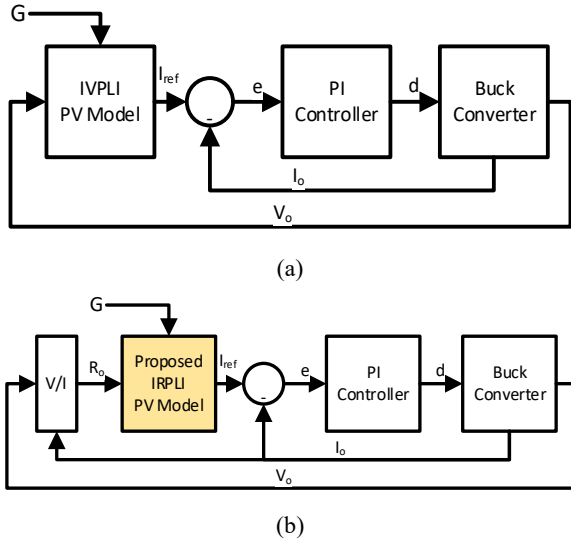 G
IVPLI
PV Model
I_ref
-
e
PI
Controller
d
Buck
Converter
I_o
V_o
(a)
G
V/I
R_o
Proposed
IRPLI
PV Model
I_ref
-
e
PI
Controller
d
Buck
Converter
I_o
V_o
(b)